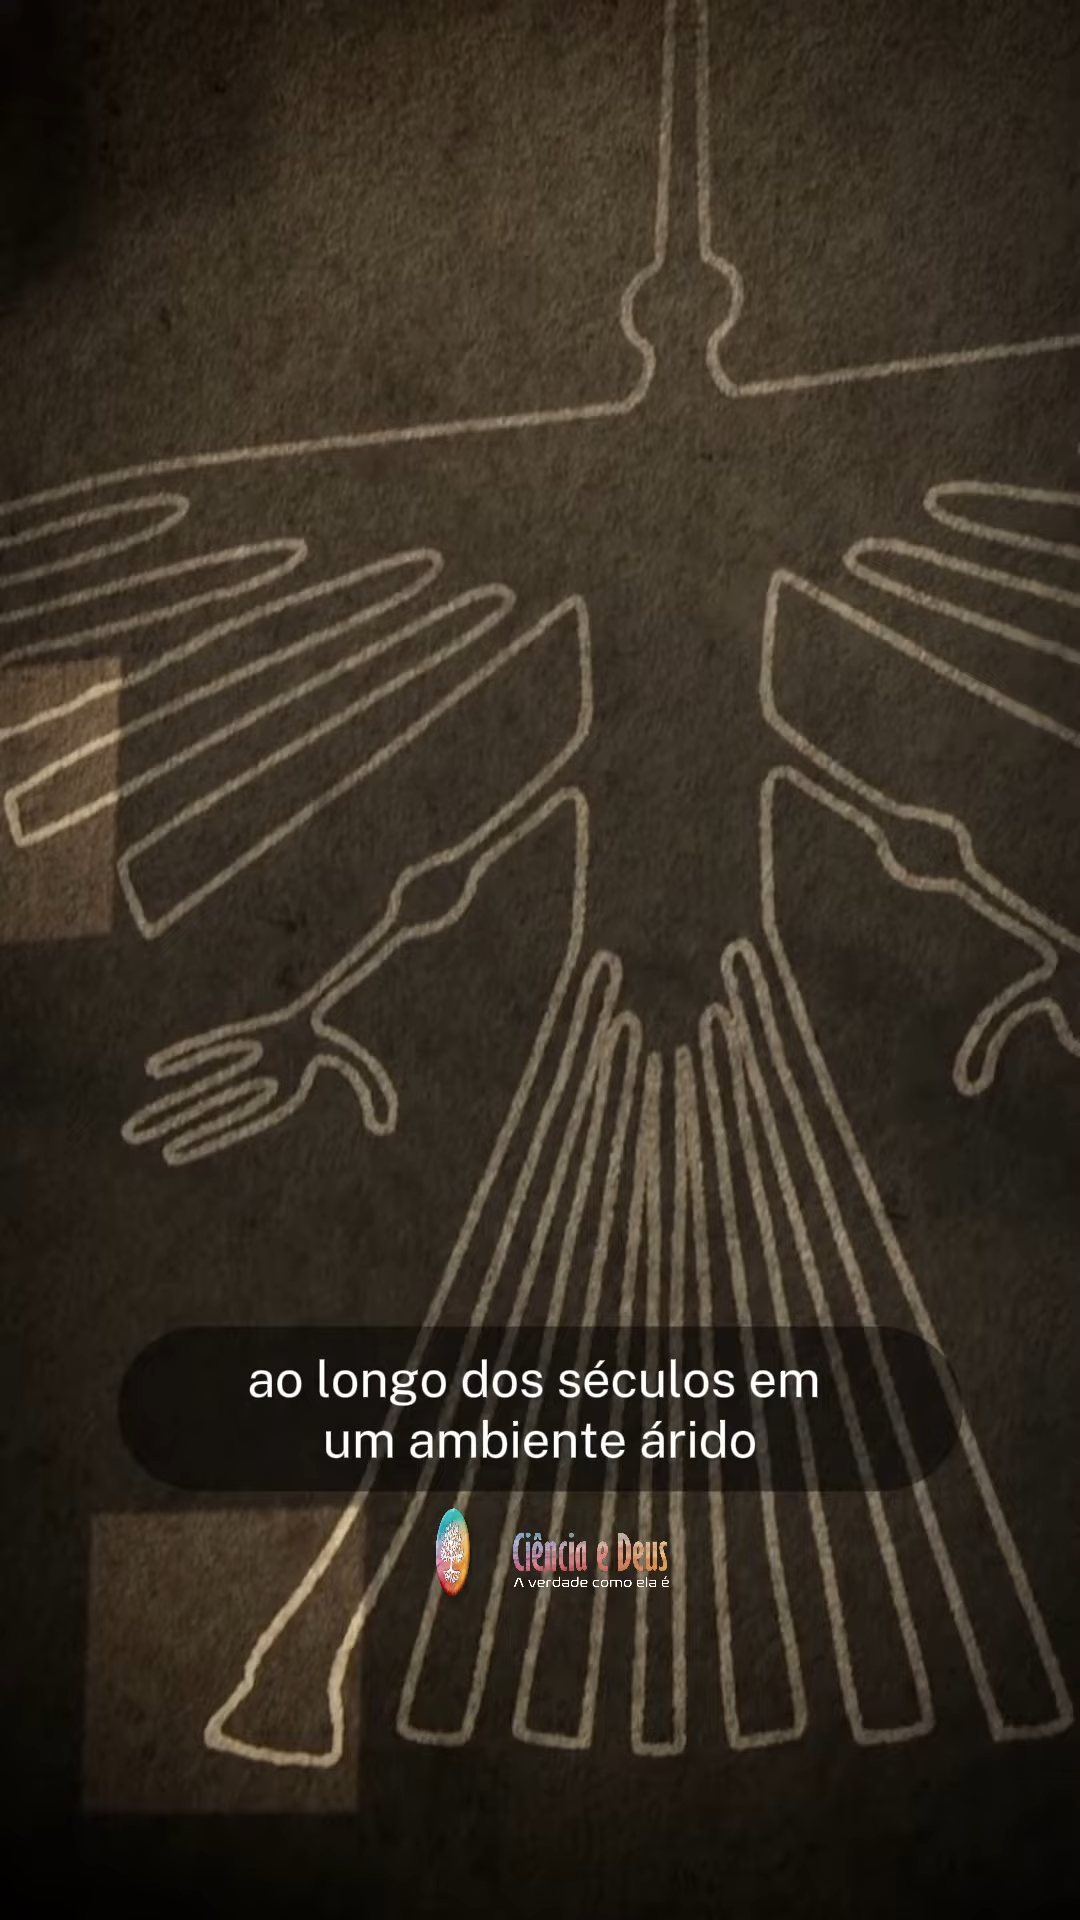 ao longo dos séculos em
um ambiente árido
Ciência e Deus
A verdade como ela é